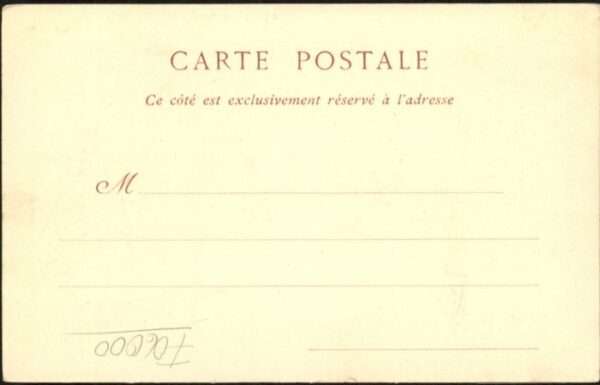 CARTE POSTALE
Ce côté est exclusivement réservé à l'adresse
M